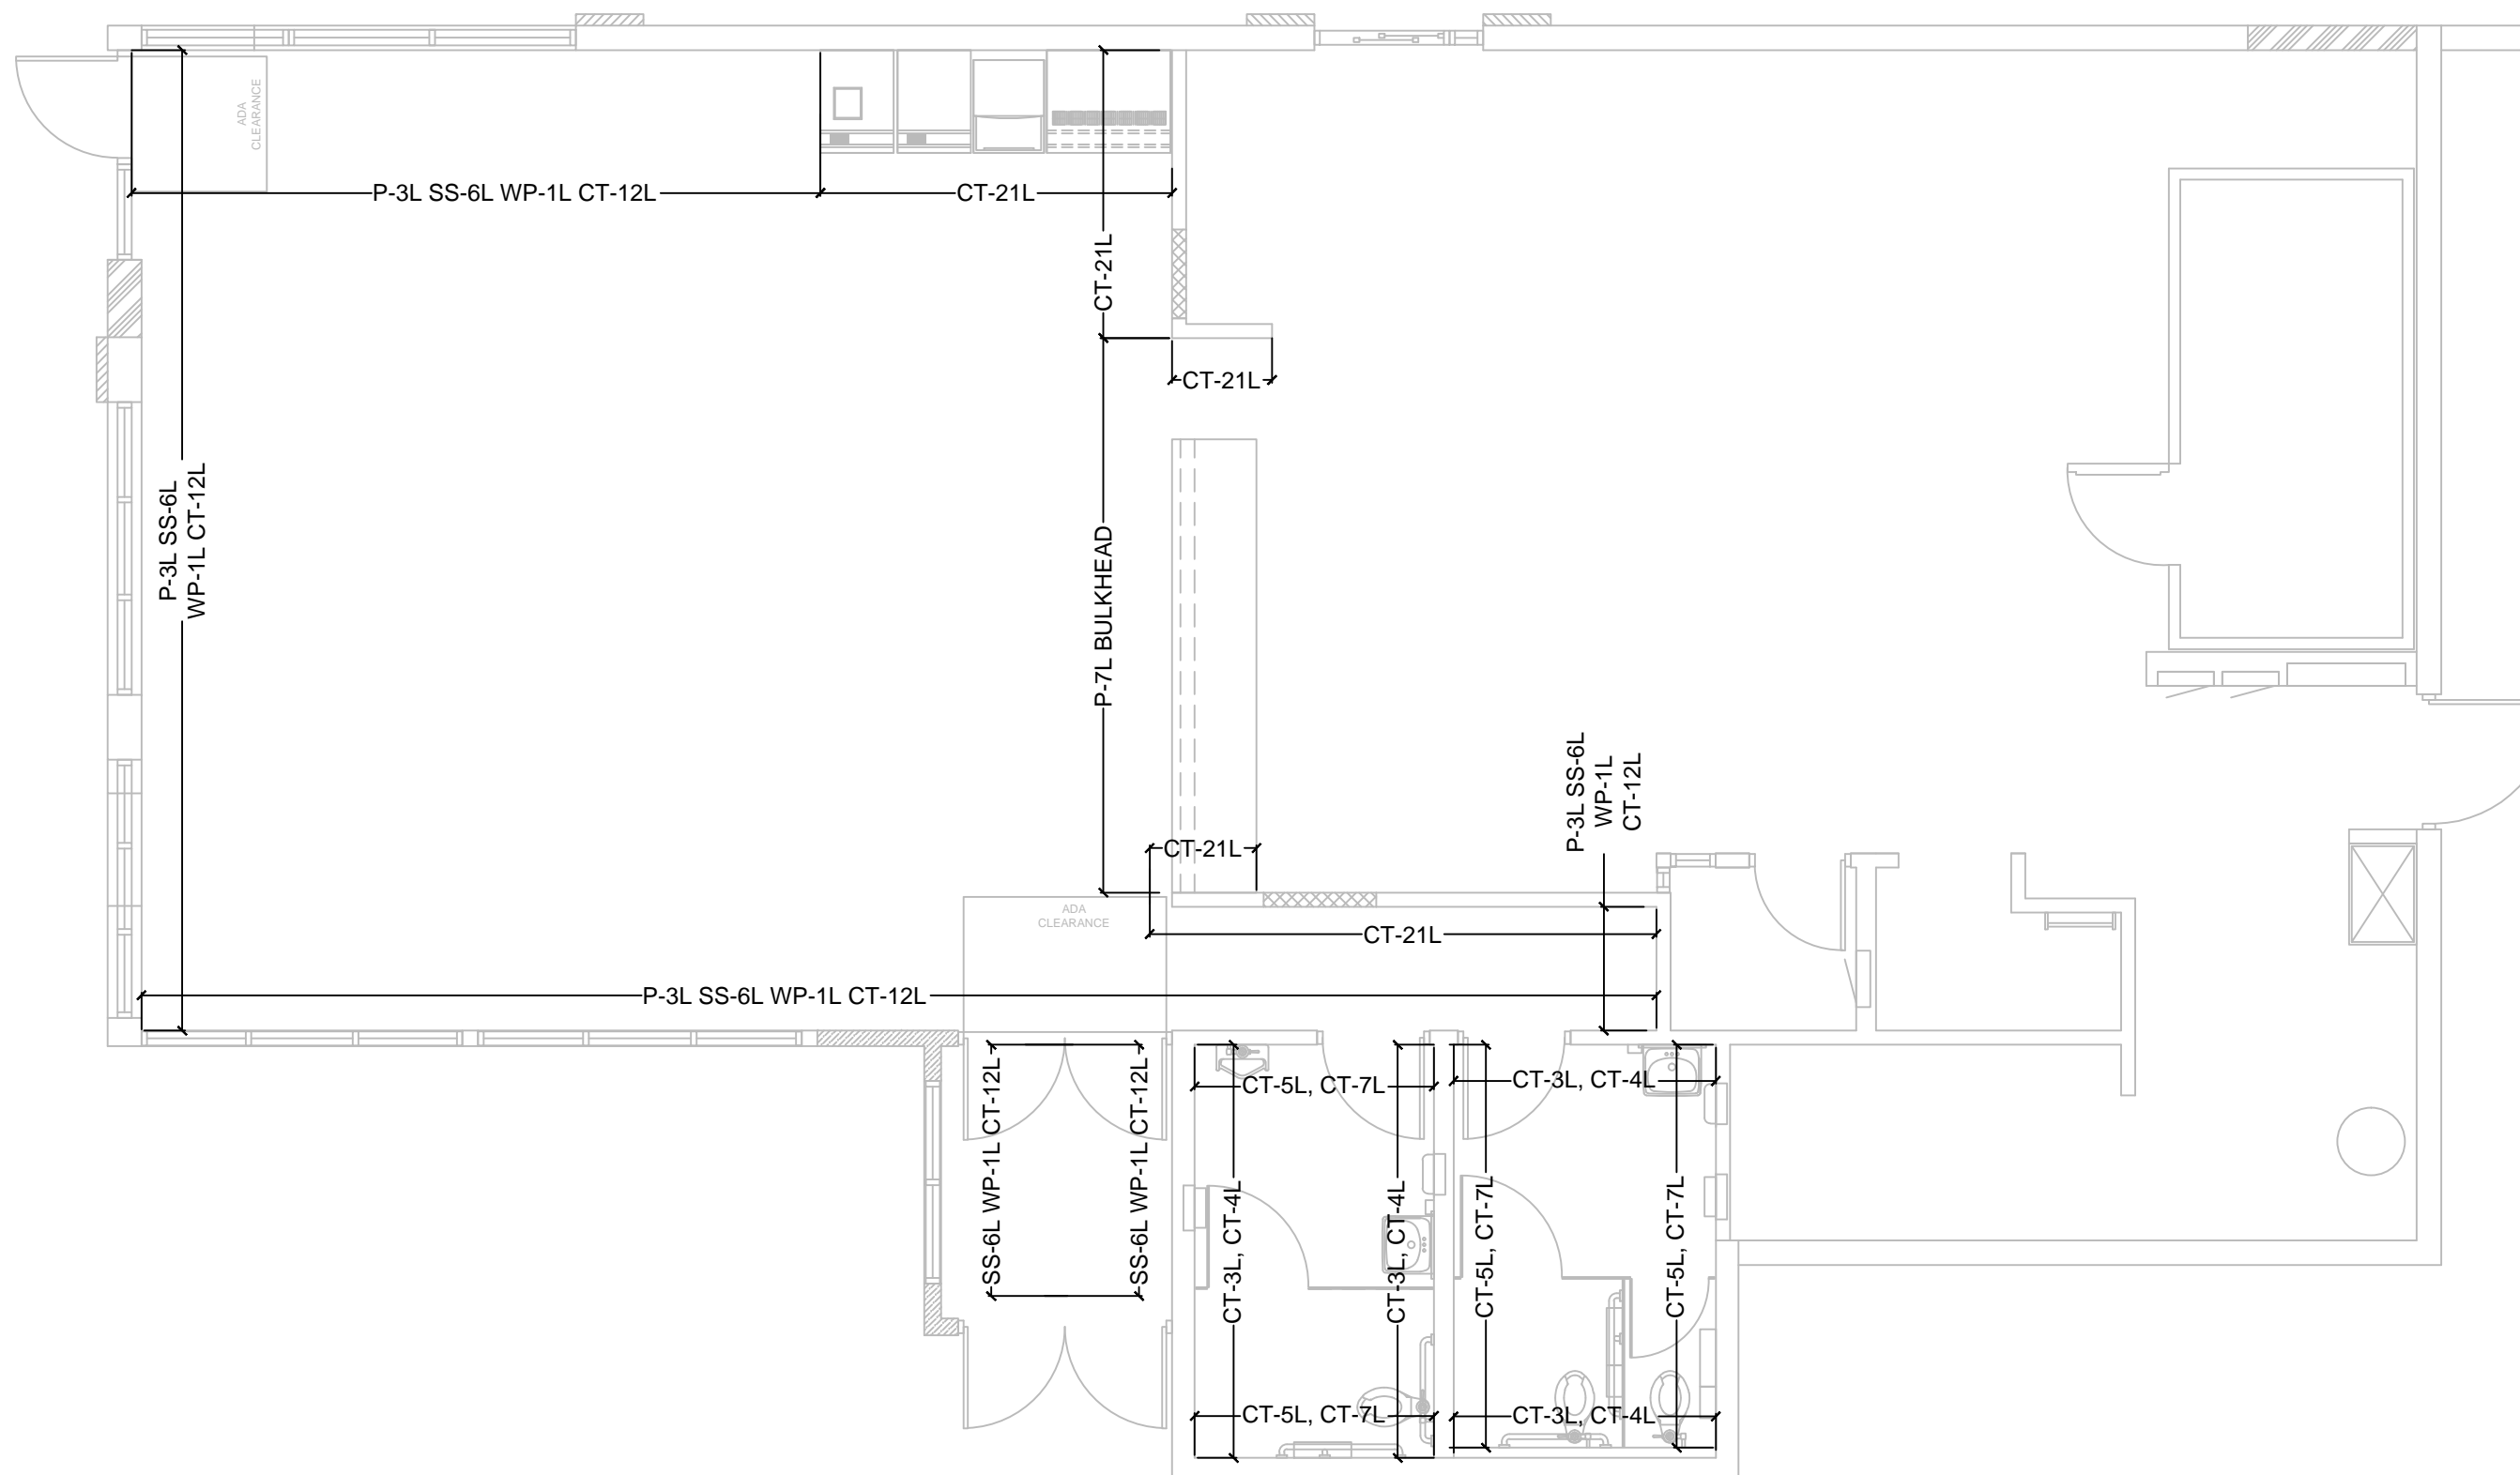 ADA
CLEARANCE
P-3L SS-6L WP-1L CT-12L
CT-21L
CT-21L
CT-21L
P-3L SS-6L
WP-1L CT-12L
P-7L BULKHEAD
P-3L SS-6L
WP-1L
CT-12L
CT-21L
ADA
CLEARANCE
CT-21L
P-3L SS-6L WP-1L CT-12L
SS-6L WP-1L CT-12L
SS-6L WP-1L CT-12L
CT-5L, CT-7L
CT-3L, CT-4L
CT-3L, CT-4L
CT-3L, CT-4L
CT-5L, CT-7L
CT-5L, CT-7L
CT-5L, CT-7L
CT-3L, CT-4L